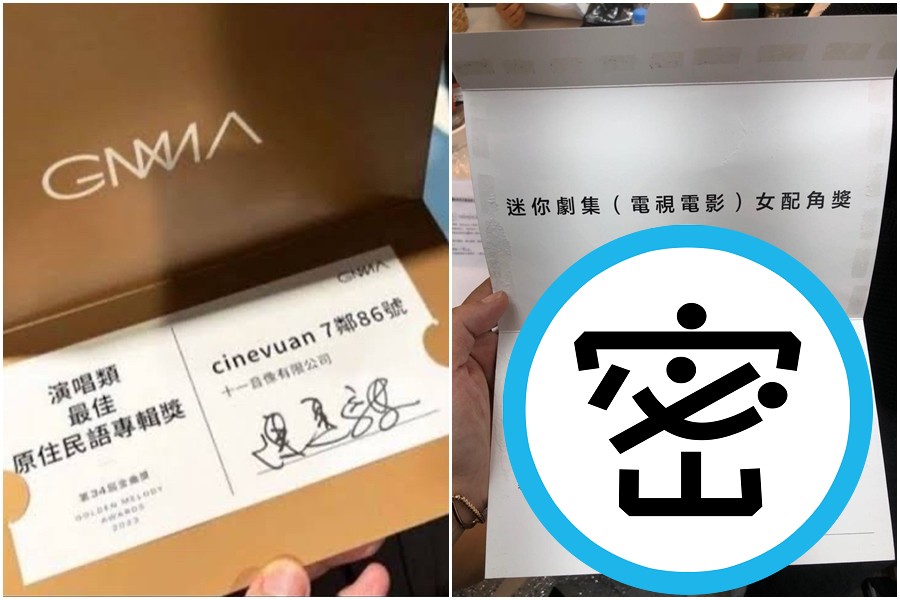 GMMA
GMMA
演唱類
最佳
原住民語專輯獎
第34屆金曲獎
GOLDEN MELODY
AWARDS
2023
cinevuan 7鄰86號
十一音像有限公司
迷你劇集（電視電影）女配角獎
密